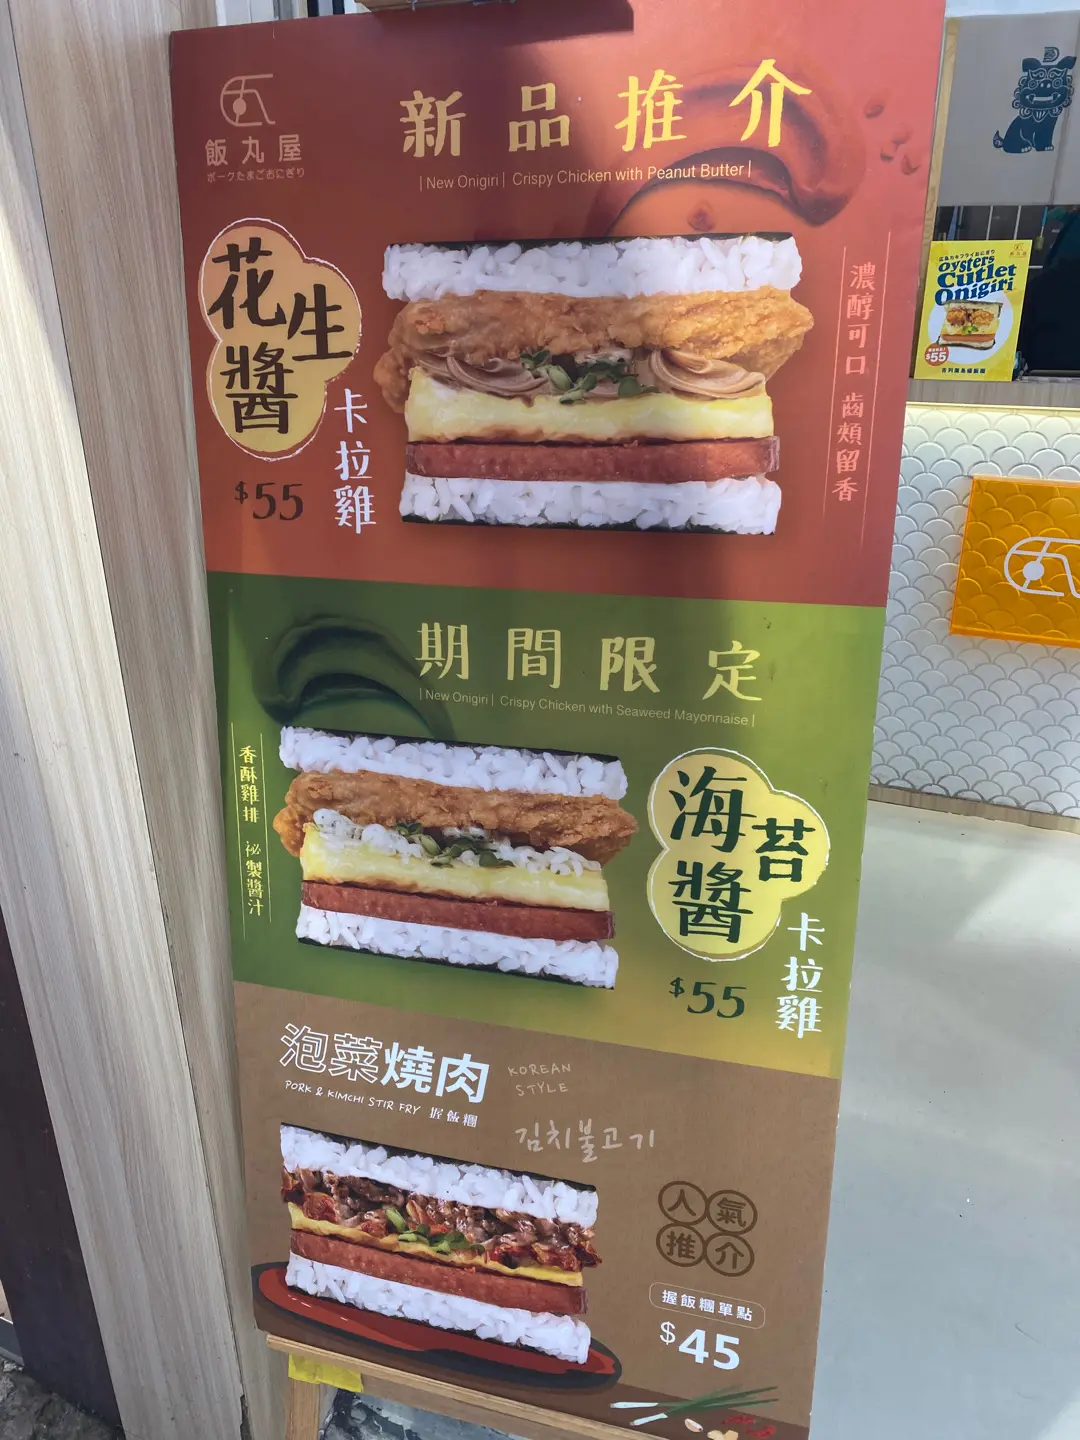 飯丸屋
ポークたまごおにぎり
新品推介
| New Onigiri | Crispy Chicken with Peanut Butter |
花生醬
卡拉雞
$55
濃醇可口 齒頰留香
期間限定
| New Onigiri | Crispy Chicken with Seaweed Mayonnaise |
香酒雞排 祕製醬汁
海苔醬
卡拉雞
$55
泡菜燒肉
PORK & KIMCHI STIR FRY 握飯糰
KOREAN
STYLE
김치불고기
人氣
推介
握飯糰單點
$45
Oysters
Cutlet
Onigiri
$55